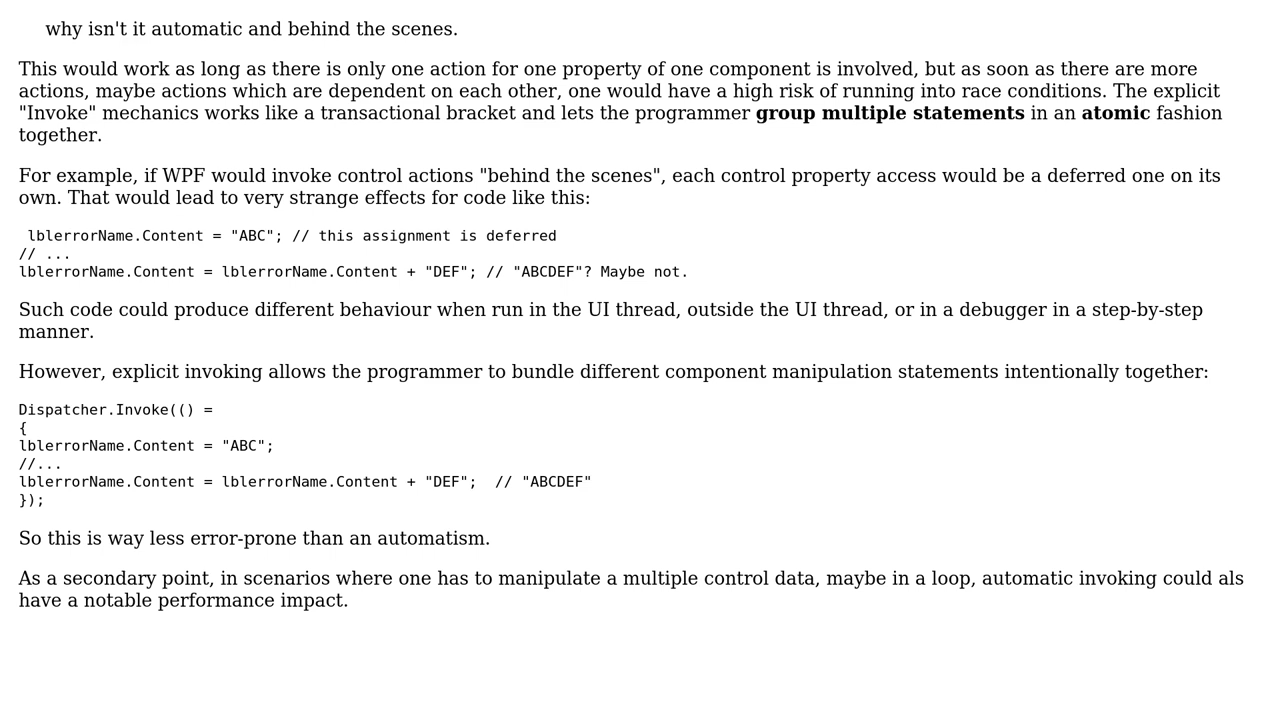 why isn't it automatic and behind the scenes.
This would work as long as there is only one action for one property of one component is involved, but as soon as there are more
actions, maybe actions which are dependent on each other, one would have a high risk of running into race conditions. The explicit
"Invoke" mechanics works like a transactional bracket and lets the programmer group multiple statements in an atomic fashion
together.
For example, if WPF would invoke control actions "behind the scenes", each control property access would be a deferred one on its
own. That would lead to very strange effects for code like this:
lblerrorName.Content = "ABC"; // this assignment is deferred
// ...
lblerrorName.Content = lblerrorName.Content + "DEF"; // "ABCDEF"? Maybe not.
Such code could produce different behaviour when run in the UI thread, outside the UI thread, or in a debugger in a step-by-step
manner.
However, explicit invoking allows the programmer to bundle different component manipulation statements intentionally together:
Dispatcher.Invoke(() =
{
lblerrorName.Content = "ABC";
//...
lblerrorName.Content = lblerrorName.Content + "DEF";  // "ABCDEF"
});
So this is way less error-prone than an automatism.
As a secondary point, in scenarios where one has to manipulate a multiple control data, maybe in a loop, automatic invoking could als
have a notable performance impact.